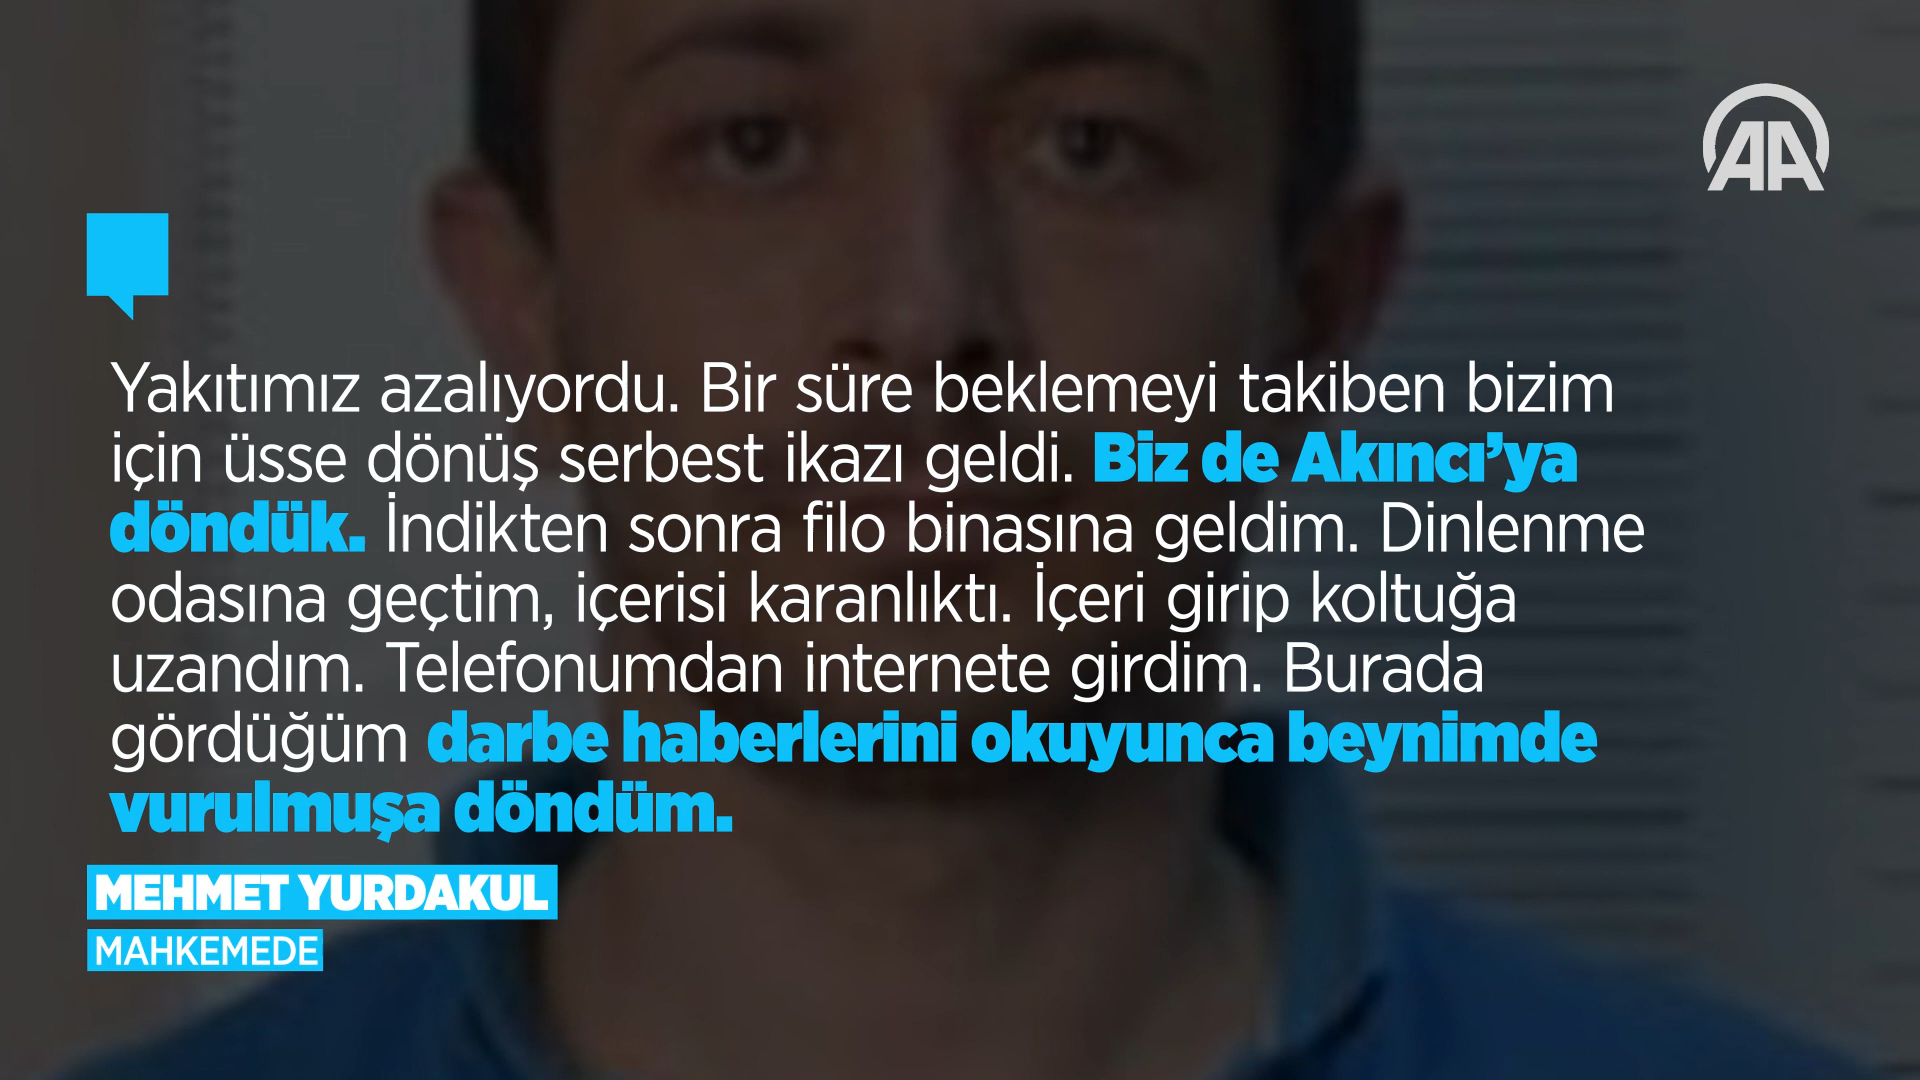 AA
Yakıtımız azalıyordu. Bir süre beklemeyi takiben bizim
için üsse dönüş serbest ikazı geldi. Biz de Akıncı’ya
döndük. İndikten sonra filo binasına geldim. Dinlenme
odasına geçtim, içerisi karanlıktı. İçeri girip koltuğa
uzandım. Telefonumdan internete girdim. Burada
gördüğüm darbe haberlerini okuyunca beynimde
vurulmuşa döndüm.
MEHMET YURDAKUL
MAHKEMEDE